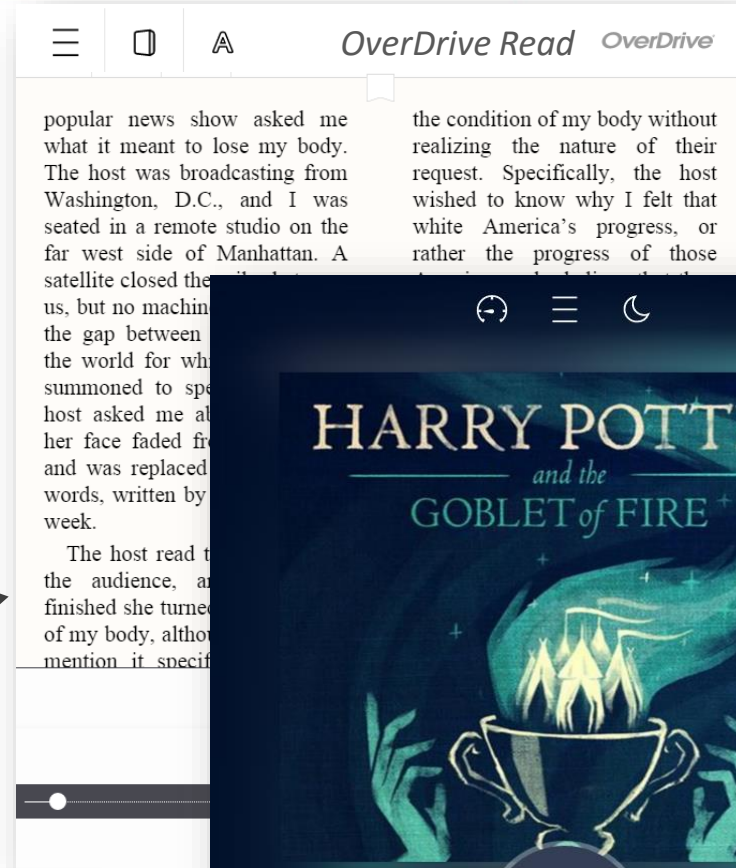 OverDrive Read OverDrive
popular news show asked me
what it meant to lose my body.
The host was broadcasting from
Washington, D.C., and I was
seated in a remote studio on the
far west side of Manhattan. A
satellite closed the
us, but no machin
the gap between
the world for wh
summoned to spe
host asked me ab
her face faded fr
and was replaced
words, written by
week.
The host read t
the audience, a
finished she turned
of my body, altho
mention it specif
the condition of my body without
realizing the nature of their
request. Specifically, the host
wished to know why I felt that
white America’s progress, or
rather the progress of those
HARRY POTT
and the
GOBLET of FIRE